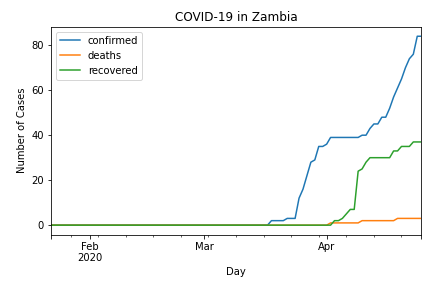 COVID-19 in Zambia
confirmed
deaths
recovered
80
60
40
20
0
Number of Cases
Feb
2020
Mar
Apr
Day